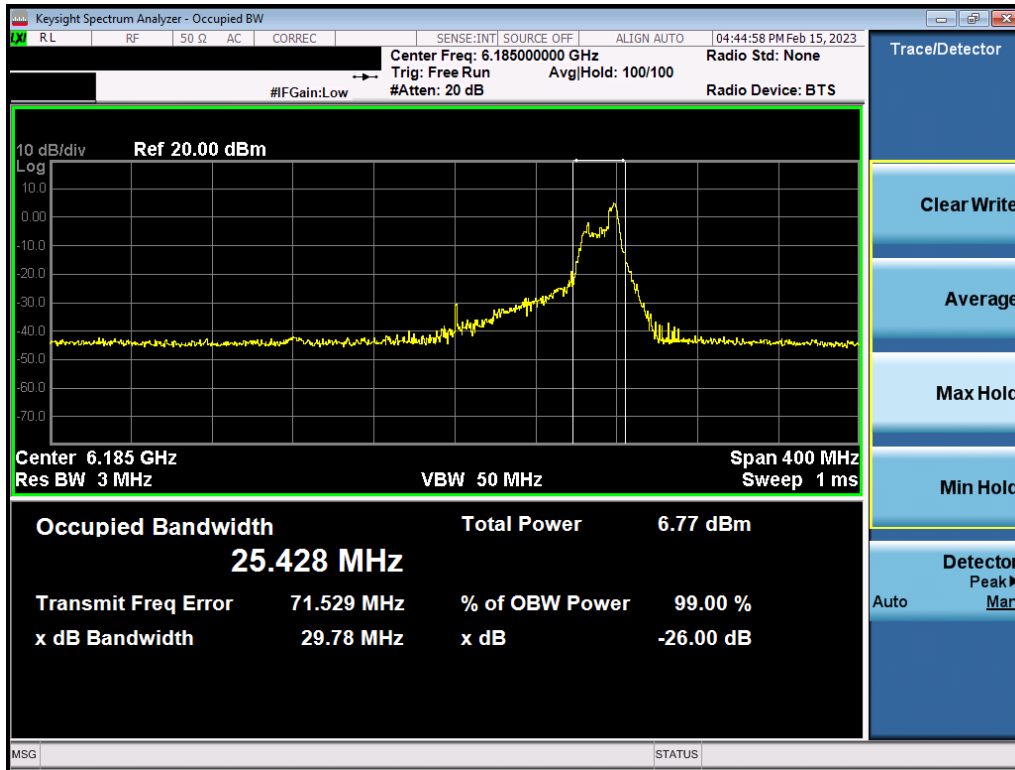 Keysight Spectrum Analyzer - Occupied BW
LXI RL RF 50 Ω AC CORREC SENSE:INT SOURCE OFF ALIGN AUTO 04:44:58 PM Feb 15, 2023
Center Freq: 6.185000000 GHz Radio Std: None
Trig: Free Run Avg|Hold: 100/100
#IFGain:Low #Atten: 20 dB Radio Device: BTS
10 dB/div Ref 20.00 dBm
Log
10.0
0.00
-10.0
-20.0
-30.0
-40.0
-50.0
-60.0
-70.0
Center 6.185 GHz Span 400 MHz
Res BW 3 MHz VBW 50 MHz Sweep 1 ms
Occupied Bandwidth Total Power 6.77 dBm
25.428 MHz
Transmit Freq Error 71.529 MHz % of OBW Power 99.00 %
x dB Bandwidth 29.78 MHz x dB -26.00 dB
MSG STATUS
Trace/Detector
Clear Write
Average
Max Hold
Min Hold
Detector
Peak
Auto Man